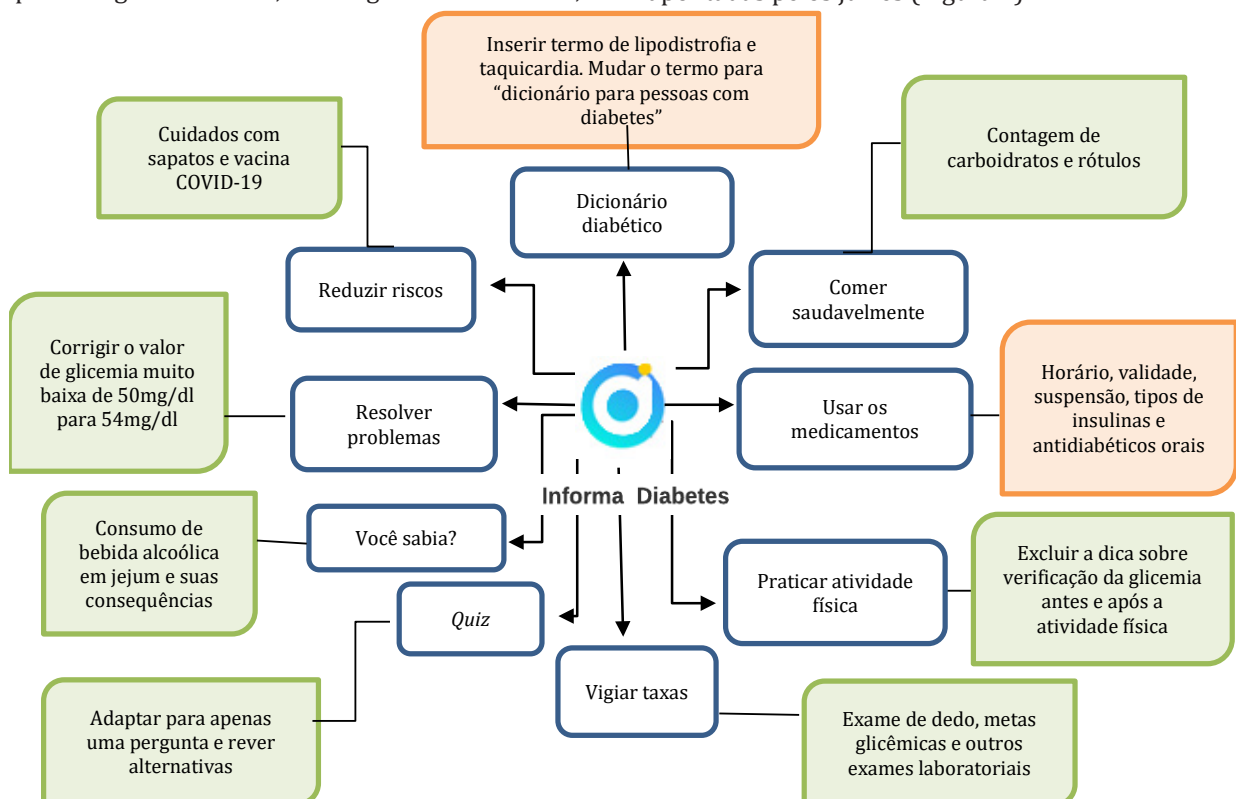 apontados pelos juízes
Inserir termo de lipodistrofia e
taquicardia. Mudar o termo para
“dicionário para pessoas com
diabetes”
Cuidados com
sapatos e vacina
COVID-19
Contagem de
carboidratos e rótulos
Dicionário
diabético
Reduzir riscos
Comer
saudavelmente
Corrigir o valor
de glicemia muito
baixa de 50mg/dl
para 54mg/dl
Resolver
problemas
Usar os
medicamentos
Horário, validade,
suspensão, tipos de
insulinas e
antidiabéticos orais
Informa Diabetes
Consumo de
bebida alcoólica
em jejum e suas
consequências
Você sabia?
Praticar atividade
física
Excluir a dica sobre
verificação da glicemia
antes e após a
atividade física
Quiz
Vigiar taxas
Adaptar para apenas
uma pergunta e rever
alternativas
Exame de dedo, metas
glicêmicas e outros
exames laboratoriais